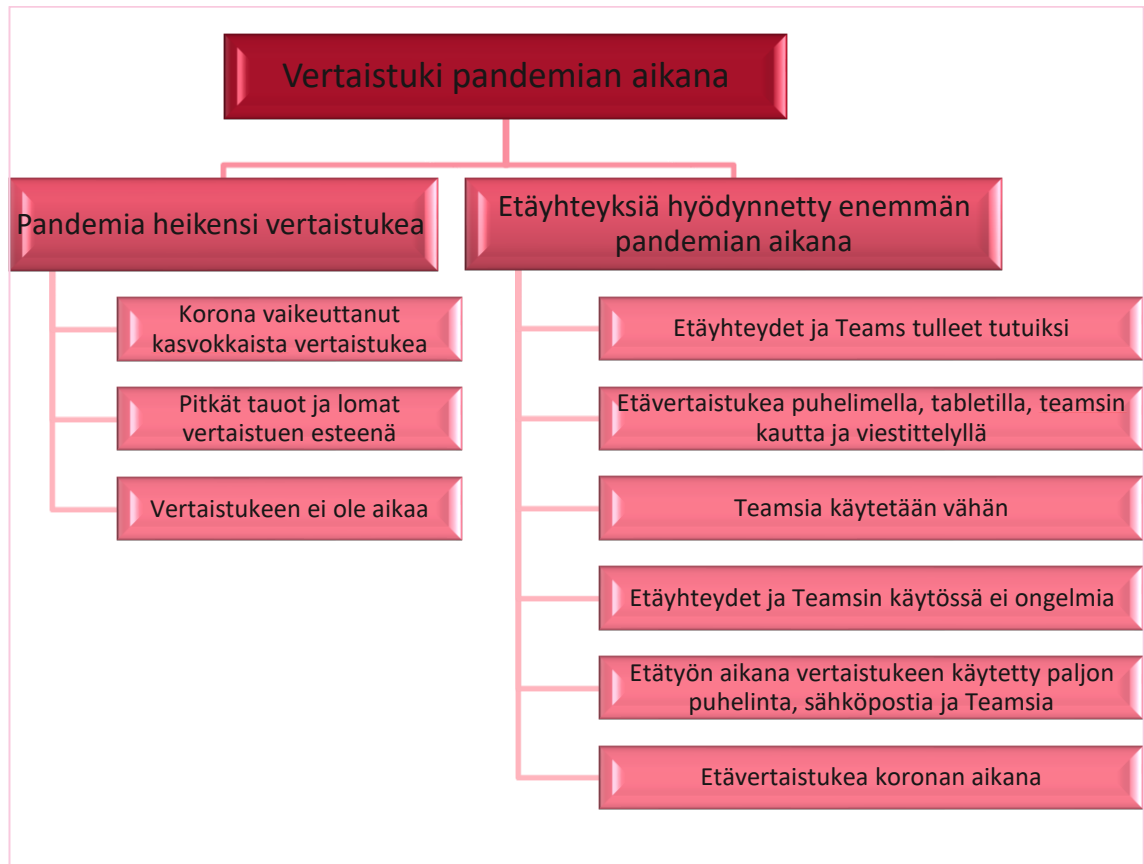 Vertaistuki pandemian aikana
Pandemia heikensi vertaistukea
Korona vaikeuttanut
kasvokkaista vertaistukea
Pitkät tauot ja lomat
vertaistuen esteenä
Vertaistukeen ei ole aikaa
Etäyhteyksiä hyödynnetty enemmän
pandemian aikana
Etäyhteydet ja Teams tulleet tutuiksi
Etävertaistukea puhelimella, tabletilla, teamsin
kautta ja viestittelyllä
Teamsia käytetään vähän
Etäyhteydet ja Teamsin käytössä ei ongelmia
Etätyön aikana vertaistukeen käytetty paljon
puhelinta, sähköpostia ja Teamsia
Etävertaistukea koronan aikana